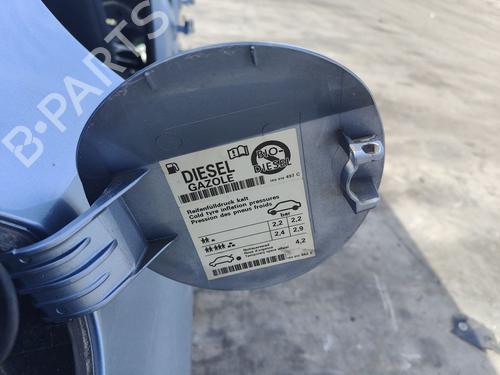 B-PARTS
DIESEL
GAZOLE
BIO-
DIESEL
Reifenfülldruck kalt
Cold tyre inflation pressures
Pression des pneus froids
bar
2,2 2,2
2,4 2,9
4,2